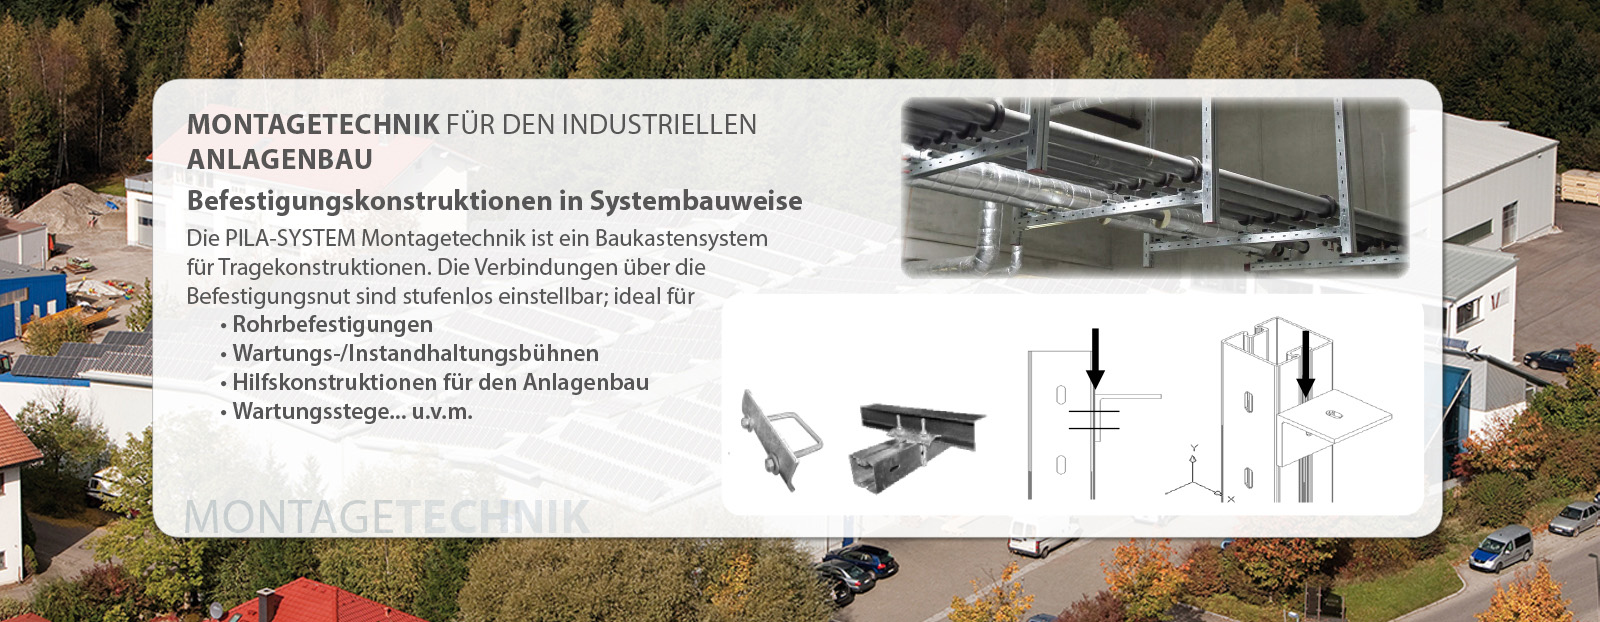 MONTAGETECHNIK FÜR DEN INDUSTRIELLEN
ANLAGENBAU
Befestigungskonstruktionen in Systembauweise
Die PILA-SYSTEM Montagetechnik ist ein Baukastensystem
für Tragekonstruktionen. Die Verbindungen über die
Befestigungsnut sind stufenlos einstellbar; ideal für
• Rohrbefestigungen
• Wartungs-/Instandhaltungsbühnen
• Hilfskonstruktionen für den Anlagenbau
• Wartungsstege... u.v.m.
Y
X
MONTAGETECHNIK